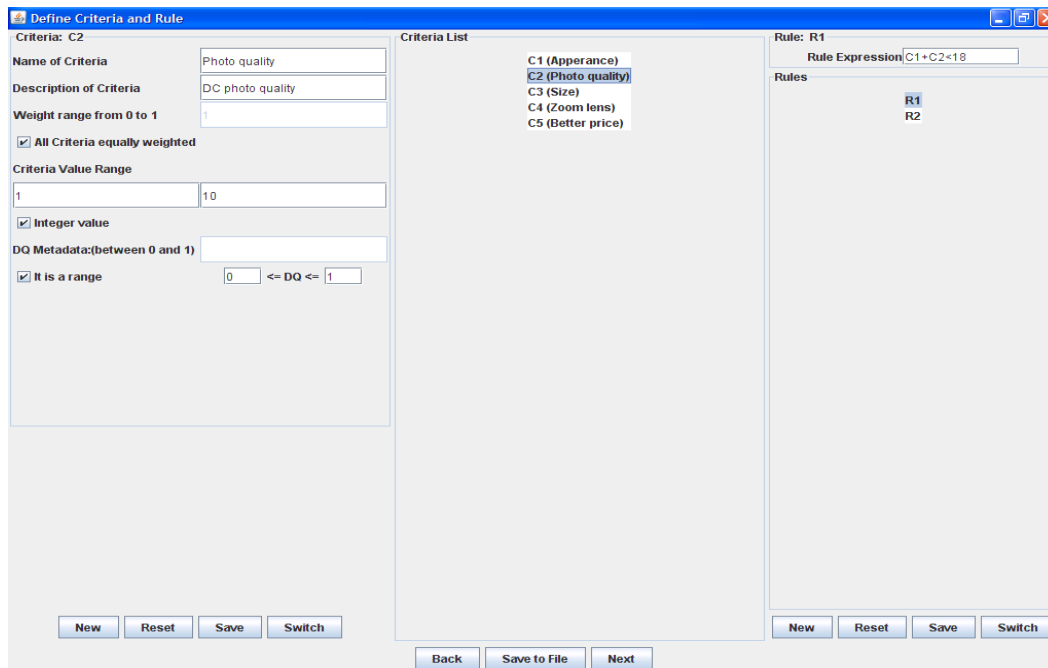 Define Criteria and Rule
Criteria: C2
Name of Criteria Photo quality
Description of Criteria DC photo quality
Weight range from 0 to 1 1
All Criteria equally weighted
Criteria Value Range
1 10
Integer value
DQ Metadata:(between 0 and 1)
It is a range 0 <= DQ <= 1
New Reset Save Switch
Criteria List
C1 (Apperance)
C2 (Photo quality)
C3 (Size)
C4 (Zoom lens)
C5 (Better price)
Rule: R1
Rule Expression C1+C2<18
Rules
R1
R2
New Reset Save Switch
Back Save to File Next